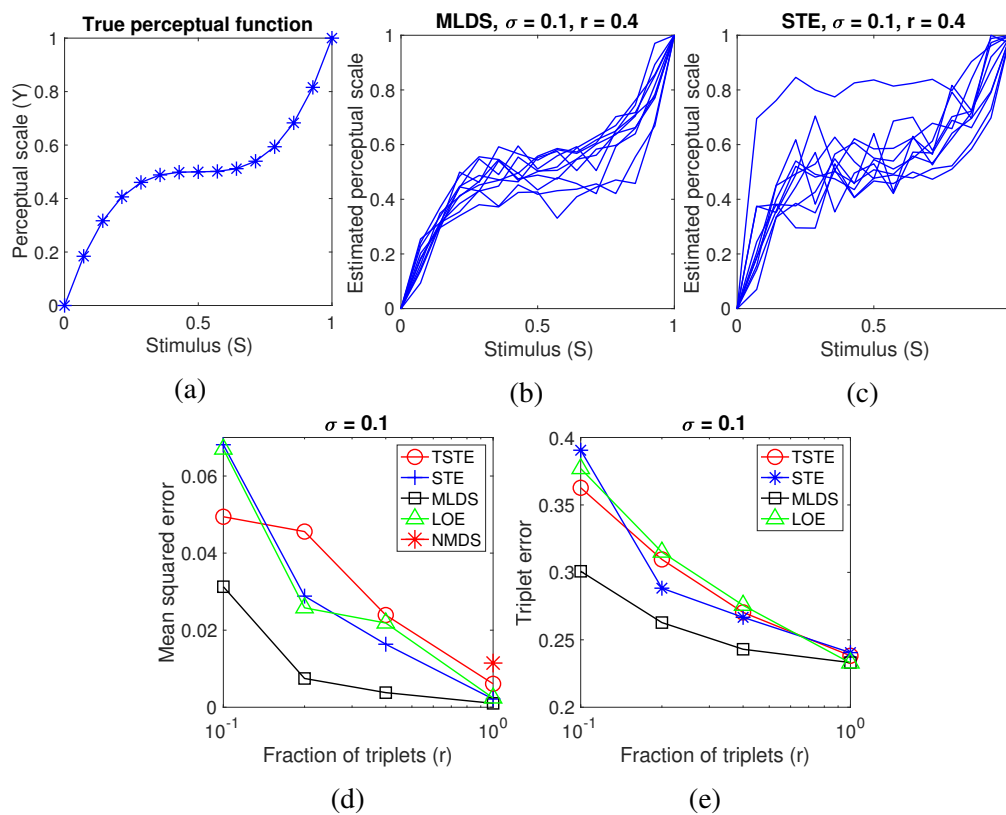 True perceptual function
Perceptual scale (Y)
1
0.8
0.6
0.4
0.2
0
0
0.5
1
Stimulus (S)
(a)
MLDS, σ = 0.1, r = 0.4
Estimated perceptual scale
1
0.8
0.6
0.4
0.2
0
0
0.5
1
Stimulus (S)
(b)
STE, σ = 0.1, r = 0.4
Estimated perceptual scale
1
0.8
0.6
0.4
0.2
0
0
0.5
Stimulus (S)
(c)
σ = 0.1
Mean squared error
0.06
0.04
0.02
0
10⁻¹
10⁰
Fraction of triplets (r)
TSTE
STE
MLDS
LOE
NMDS
(d)
σ = 0.1
Triplet error
0.4
0.35
0.3
0.25
0.2
10⁻¹
10⁰
Fraction of triplets (r)
TSTE
STE
MLDS
LOE
(e)